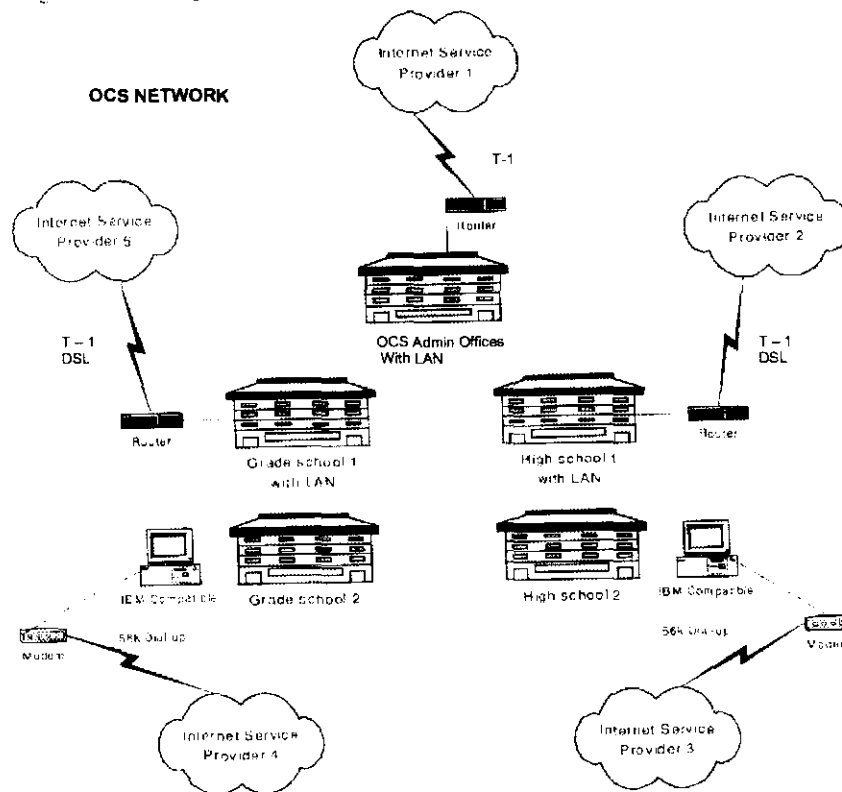 Internet Service
Provider 1
OCS NETWORK
T-1
Router
Internet Service
Provider 5
Internet Service
Provider 2
OCS Admin Offices
With LAN
T – 1
DSL
T – 1
DSL
Router
Grade school 1
with LAN
High school 1
with LAN
Router
IBM Compatible
Grade school 2
High school 2
IBM Compatible
Modem
56k Dial up
56k Dial-up
Modem
Internet Service
Provider 4
Internet Service
Provider 3